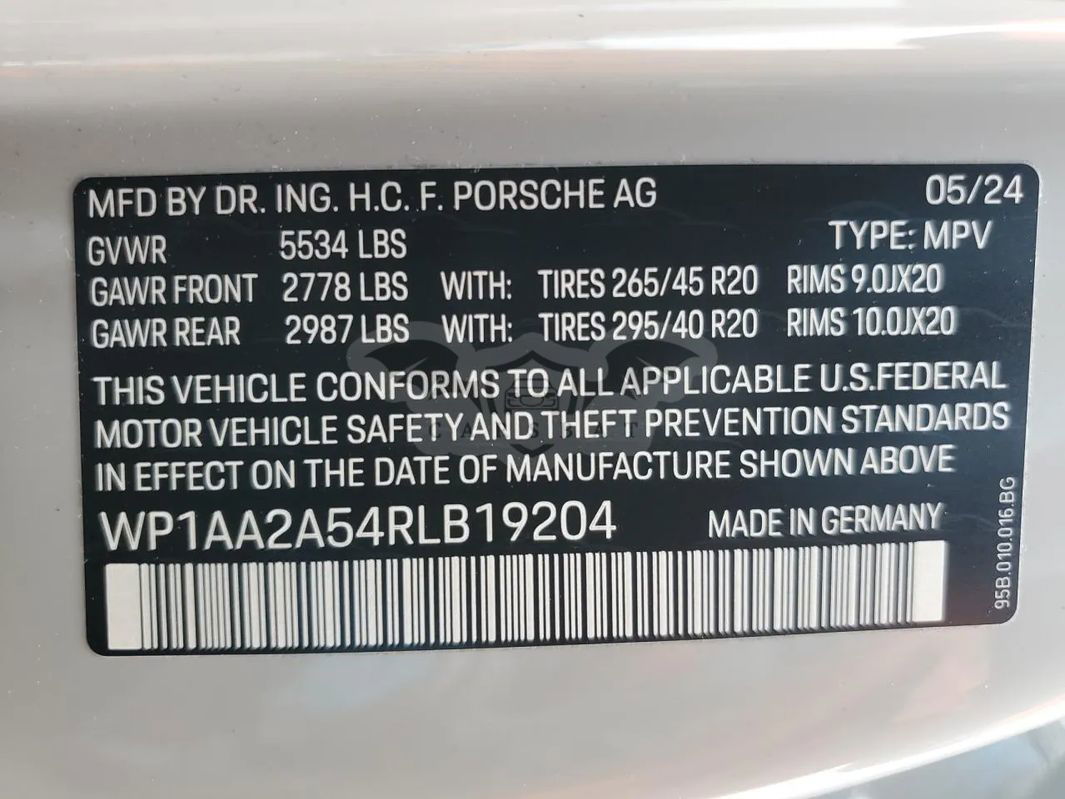 MFD BY DR. ING. H.C. F. PORSCHE AG 05/24
GVWR 5534 LBS TYPE: MPV
GAWR FRONT 2778 LBS WITH: TIRES 265/45 R20 RIMS 9.0JX20
GAWR REAR 2987 LBS WITH: TIRES 295/40 R20 RIMS 10.0JX20
THIS VEHICLE CONFORMS TO ALL APPLICABLE U.S.FEDERAL
MOTOR VEHICLE SAFETY AND THEFT PREVENTION STANDARDS
IN EFFECT ON THE DATE OF MANUFACTURE SHOWN ABOVE
WP1AA2A54RLB19204 MADE IN GERMANY
95B.010.016.BG